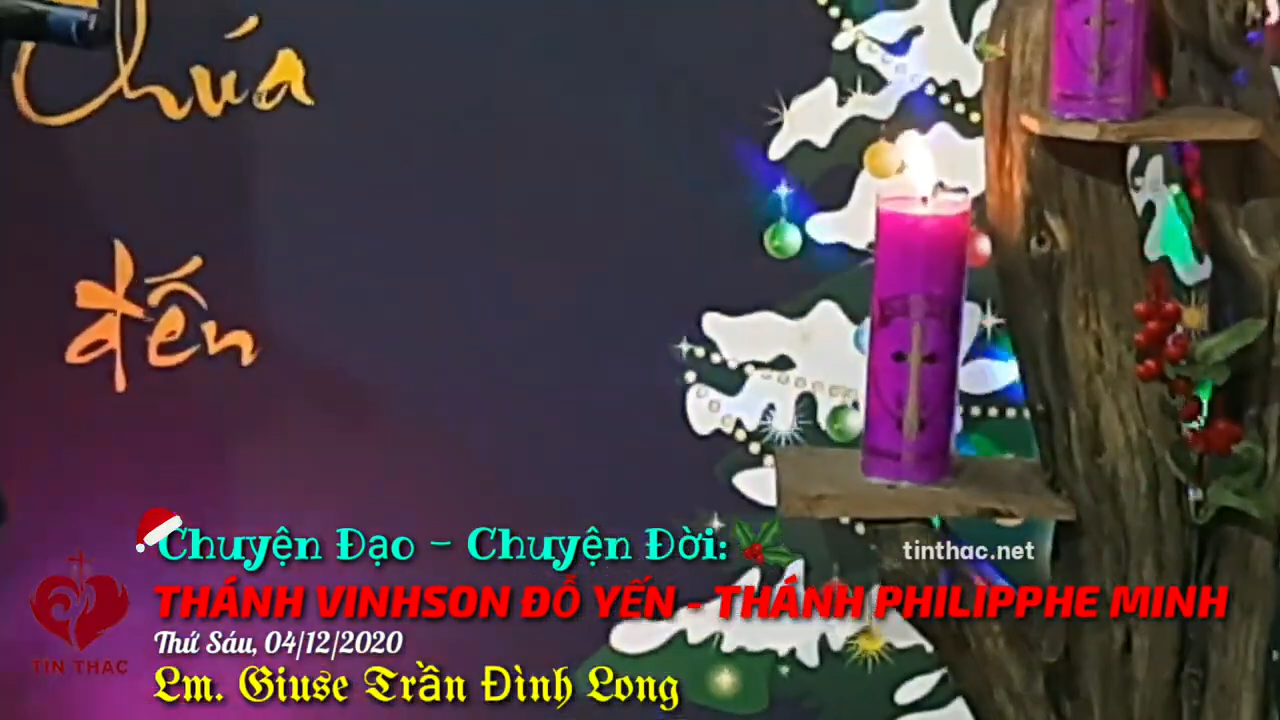 Chúa
đến
Chuyện Đạo - Chuyện Đời:
tinthac.net
THÁNH VINHSON ĐỖ YẾN - THÁNH PHILIPPHE MINH
Thứ Sáu, 04/12/2020
TIN THAC
Lm. Giuse Trần Đình Long